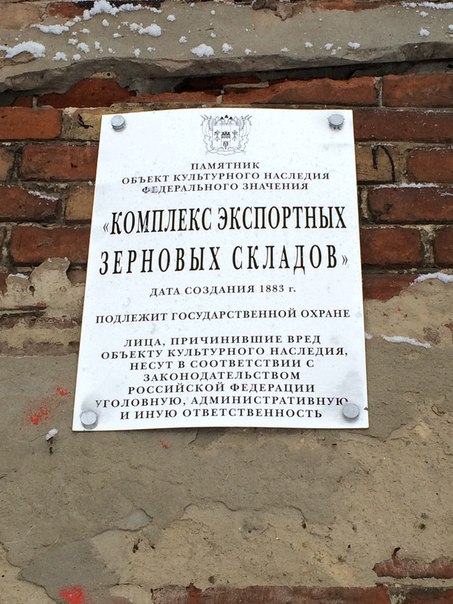 ПАМЯТНИК
ОБЪЕКТ КУЛЬТУРНОГО НАСЛЕДИЯ
ФЕДЕРАЛЬНОГО ЗНАЧЕНИЯ
«КОМПЛЕКС ЭКСПОРТНЫХ
ЗЕРНОВЫХ СКЛАДОВ»
ДАТА СОЗДАНИЯ 1883 г.
ПОДЛЕЖИТ ГОСУДАРСТВЕННОЙ ОХРАНЕ
ЛИЦА, ПРИЧИНИВШИЕ ВРЕД
ОБЪЕКТУ КУЛЬТУРНОГО НАСЛЕДИЯ,
НЕСУТ В СООТВЕТСТВИИ С
ЗАКОНОДАТЕЛЬСТВОМ
РОССИЙСКОЙ ФЕДЕРАЦИИ
УГОЛОВНУЮ, АДМИНИСТРАТИВНУЮ
И ИНУЮ ОТВЕТСТВЕННОСТЬ